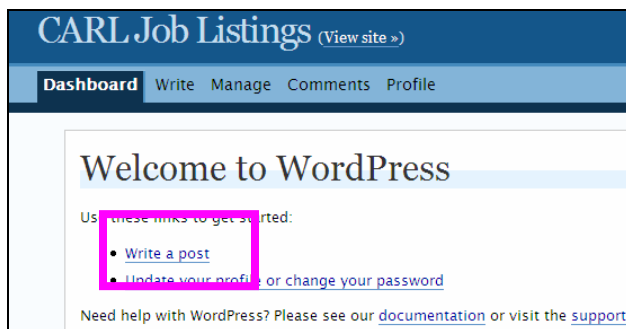 CARL Job Listings (View site »)
Dashboard Write Manage Comments Profile
Welcome to WordPress
Use these links to get started:
• Write a post
• Update your profile or change your password
Need help with WordPress? Please see our documentation or visit the support